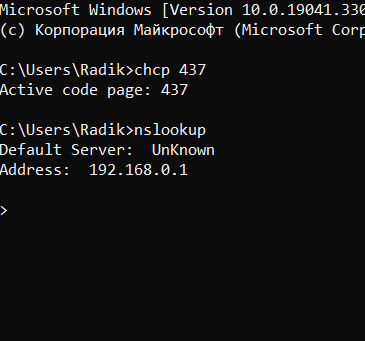 Microsoft Windows [Version 10.0.19041.330
(c) Корпорация Майкрософт (Microsoft Corp

C:\Users\Radik>chcp 437
Active code page: 437

C:\Users\Radik>nslookup
Default Server:  UnKnown
Address:  192.168.0.1

>